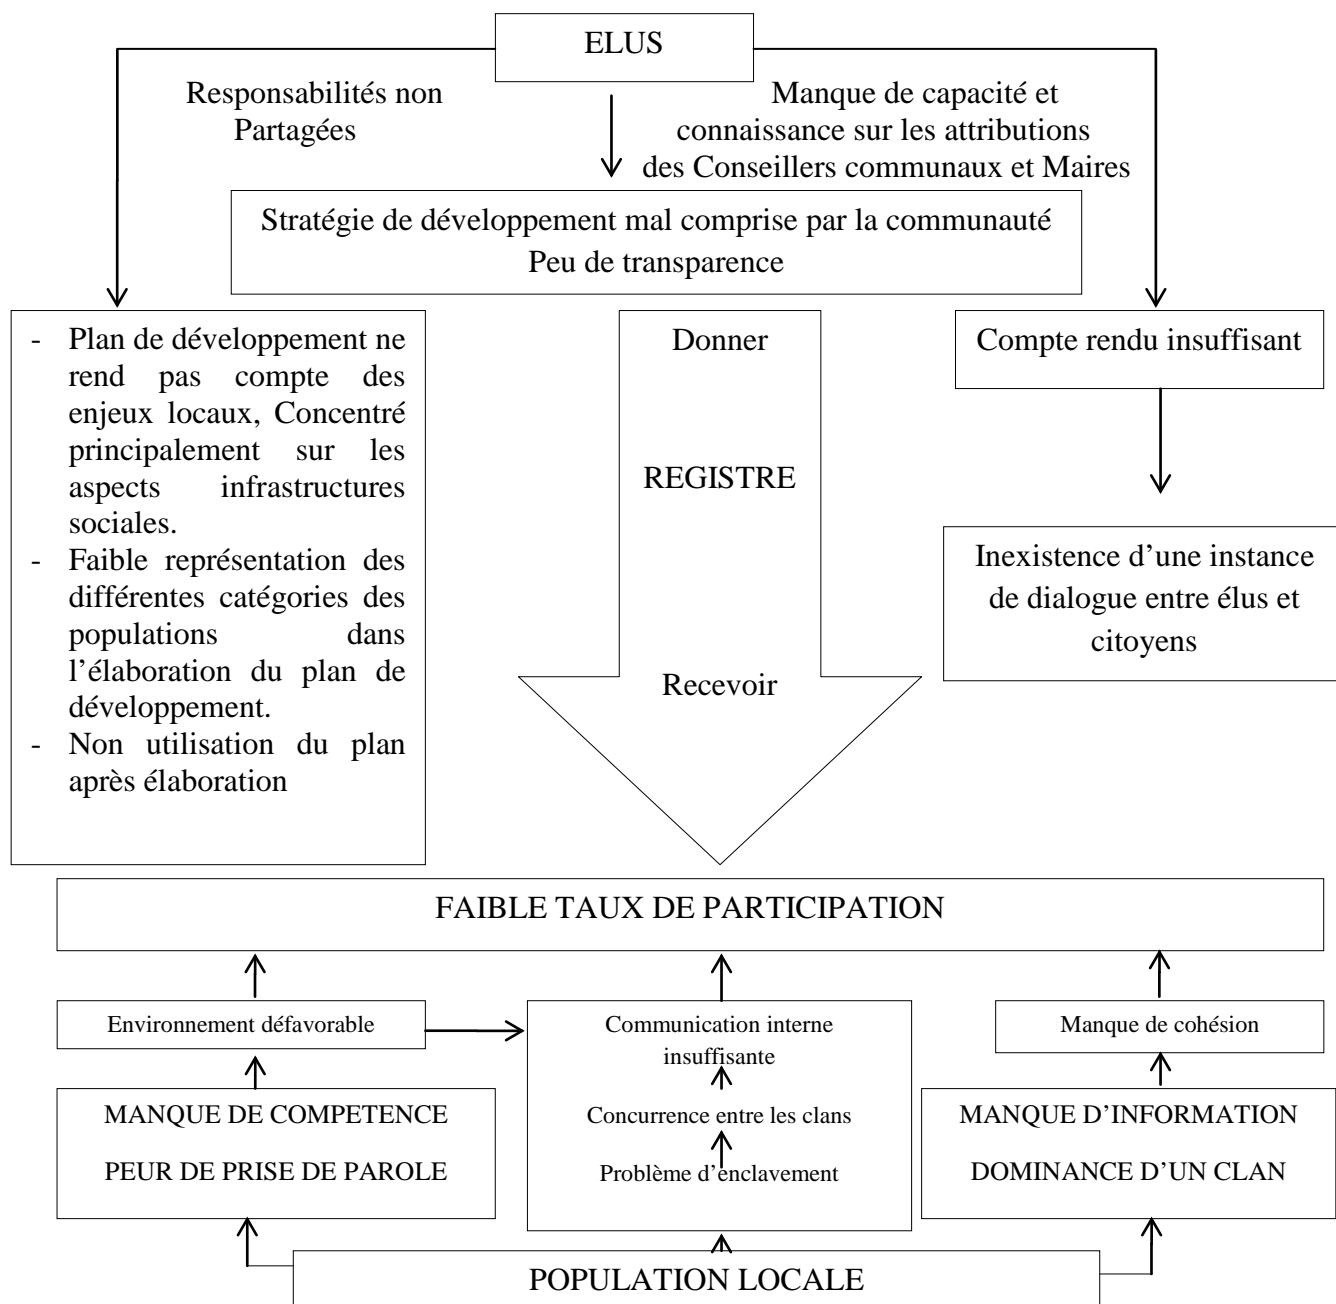 ELUS
Responsabilités non
Partagées
Manque de capacité et
connaissance sur les attributions
des Conseillers communaux et Maires
Stratégie de développement mal comprise par la communauté
Peu de transparence
- Plan de développement ne
rend pas compte des
enjeux locaux, Concentré
principalement sur les
aspects infrastructures
sociales.
- Faible représentation des
différentes catégories des
populations dans
l’élaboration du plan de
développement.
- Non utilisation du plan
après élaboration
Donner
REGISTRE
Recevoir
Compte rendu insuffisant
Inexistence d’une instance
de dialogue entre élus et
citoyens
FAIBLE TAUX DE PARTICIPATION
Environnement défavorable
Communication interne
insuffisante
Concurrence entre les clans
Problème d’enclavement
Manque de cohésion
MANQUE DE COMPETENCE
PEUR DE PRISE DE PAROLE
MANQUE D’INFORMATION
DOMINANCE D’UN CLAN
POPULATION LOCALE